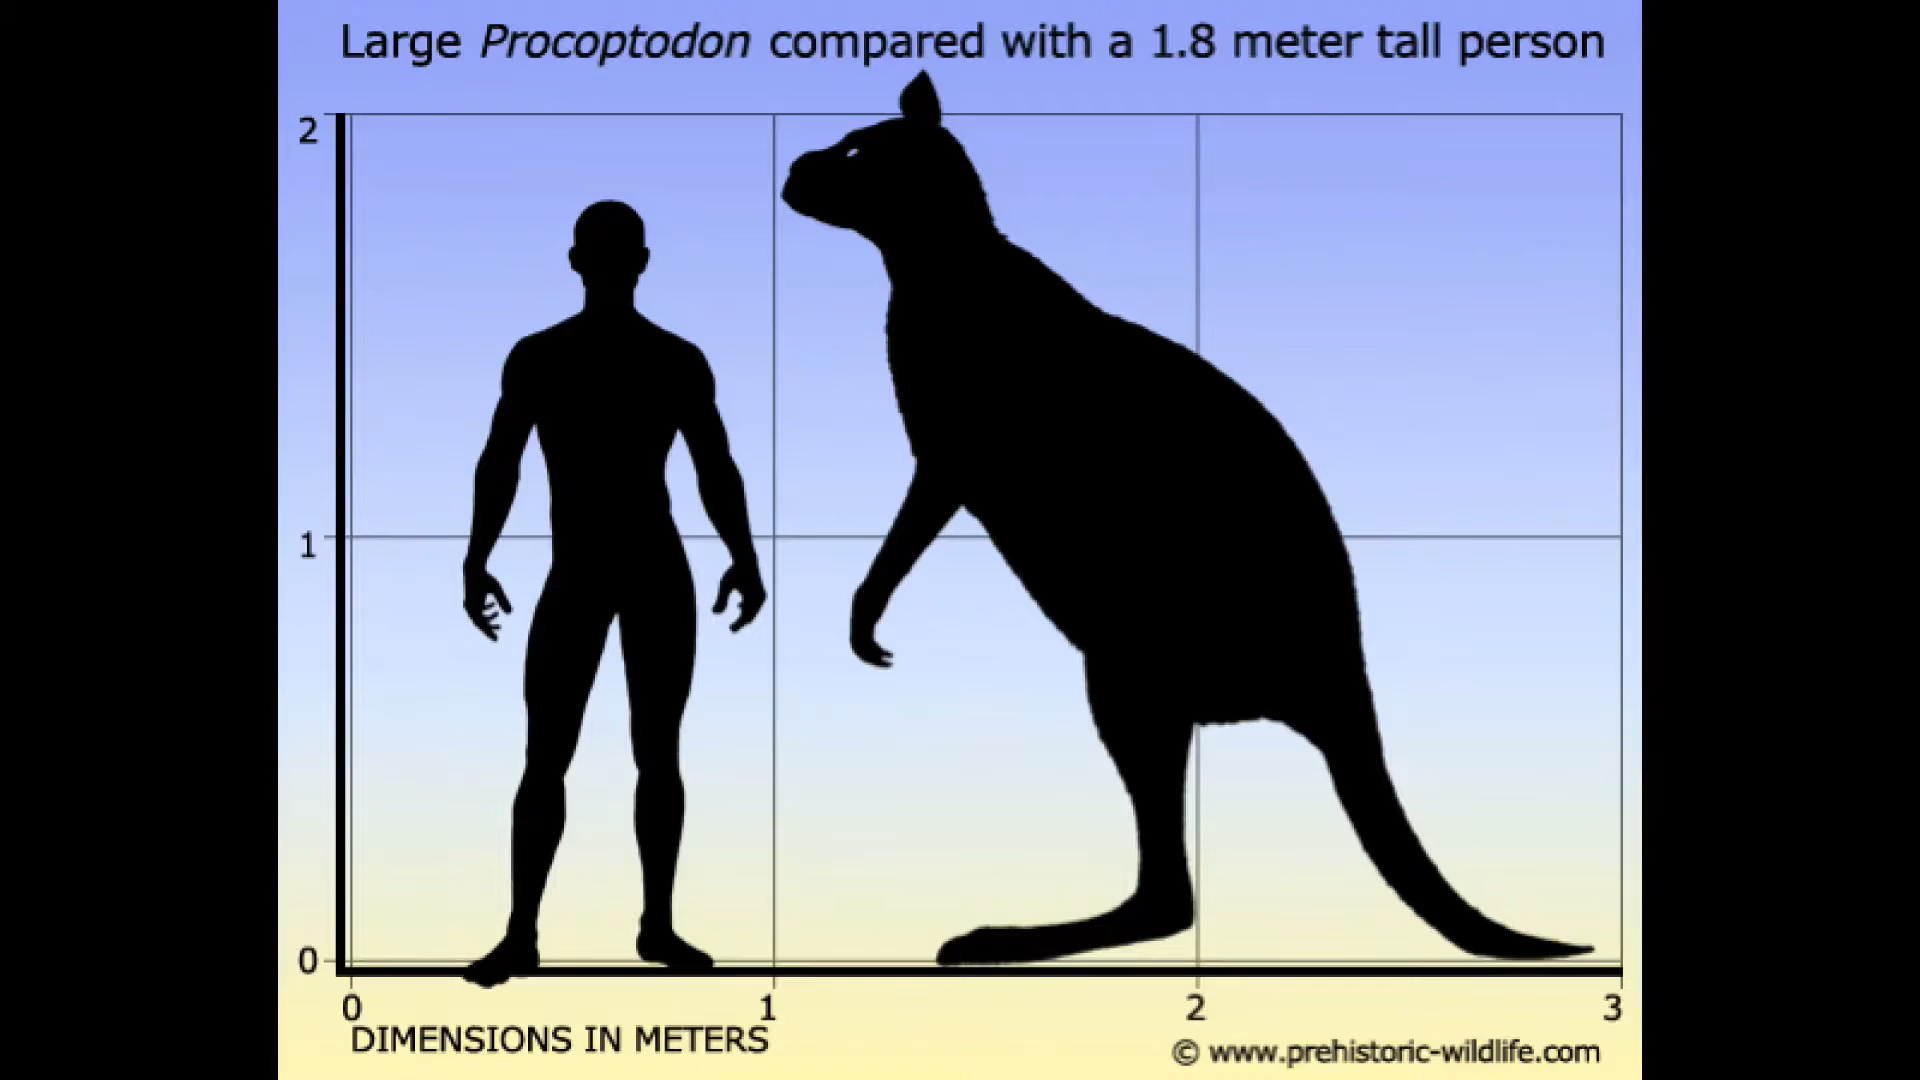 Large Procoptodon compared with a 1.8 meter tall person
2
1
0
0 1 2 3
DIMENSIONS IN METERS
© www.prehistoric-wildlife.com